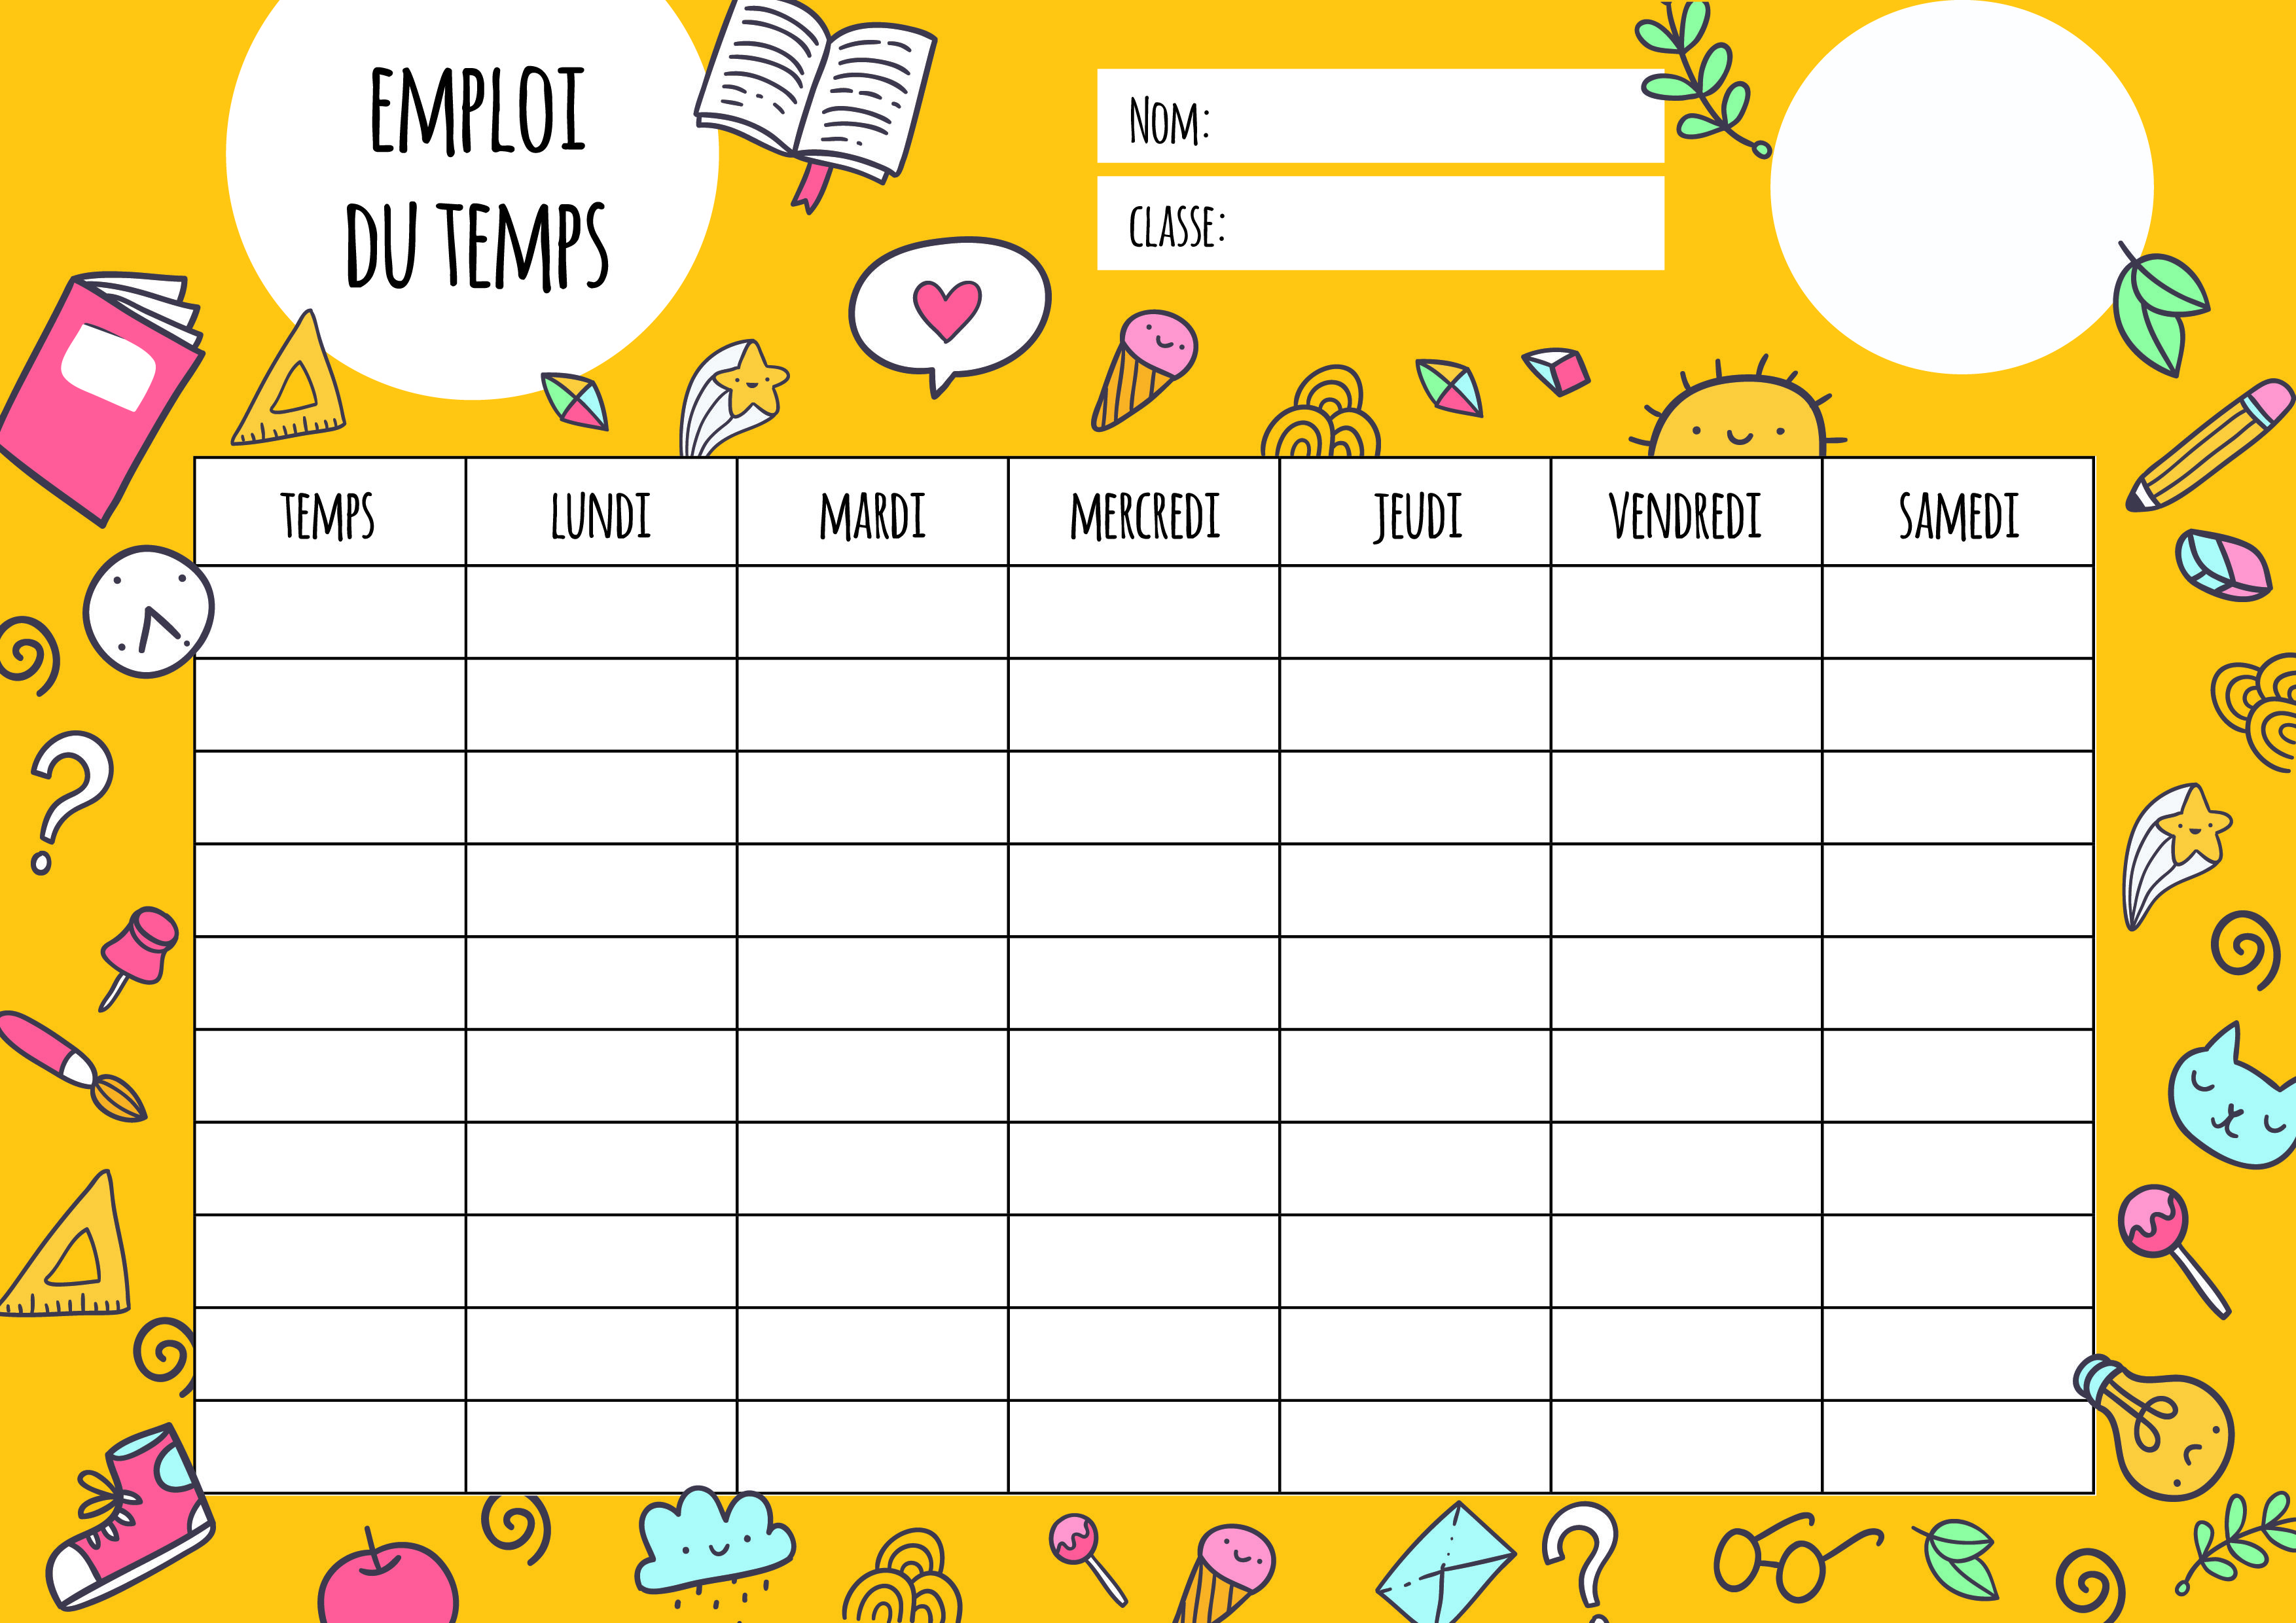 EMPLOI
DU TEMPS
NOM:
CLASSE:
TEMPS LUNDI MARDI MERCREDI JEUDI VENDREDI SAMEDI